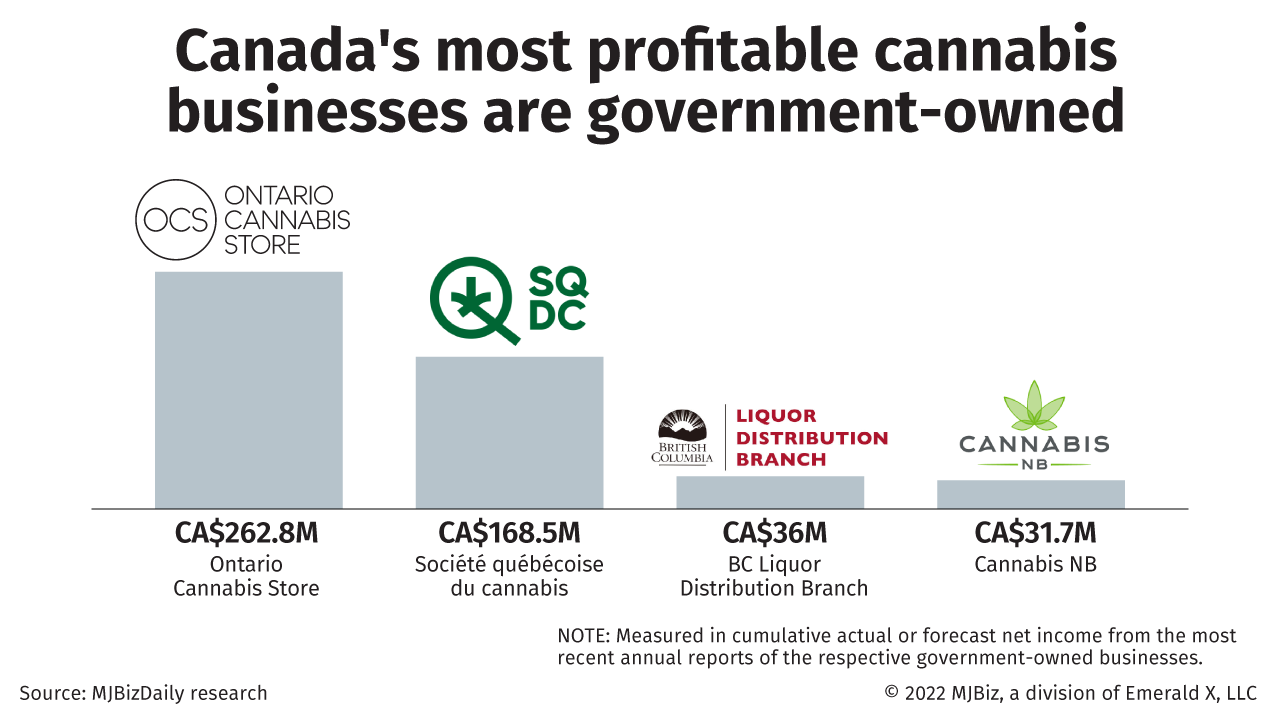 Canada's most profitable cannabis
businesses are government-owned
OCS
ONTARIO
CANNABIS
STORE
SQ
DC
BRITISH
COLUMBIA
LIQUOR
DISTRIBUTION
BRANCH
CANNABIS
NB
CA$262.8M
Ontario
Cannabis Store
CA$168.5M
Société québécoise
du cannabis
CA$36M
BC Liquor
Distribution Branch
CA$31.7M
Cannabis NB
NOTE: Measured in cumulative actual or forecast net income from the most
recent annual reports of the respective government-owned businesses.
Source: MJBizDaily research
© 2022 MJBiz, a division of Emerald X, LLC